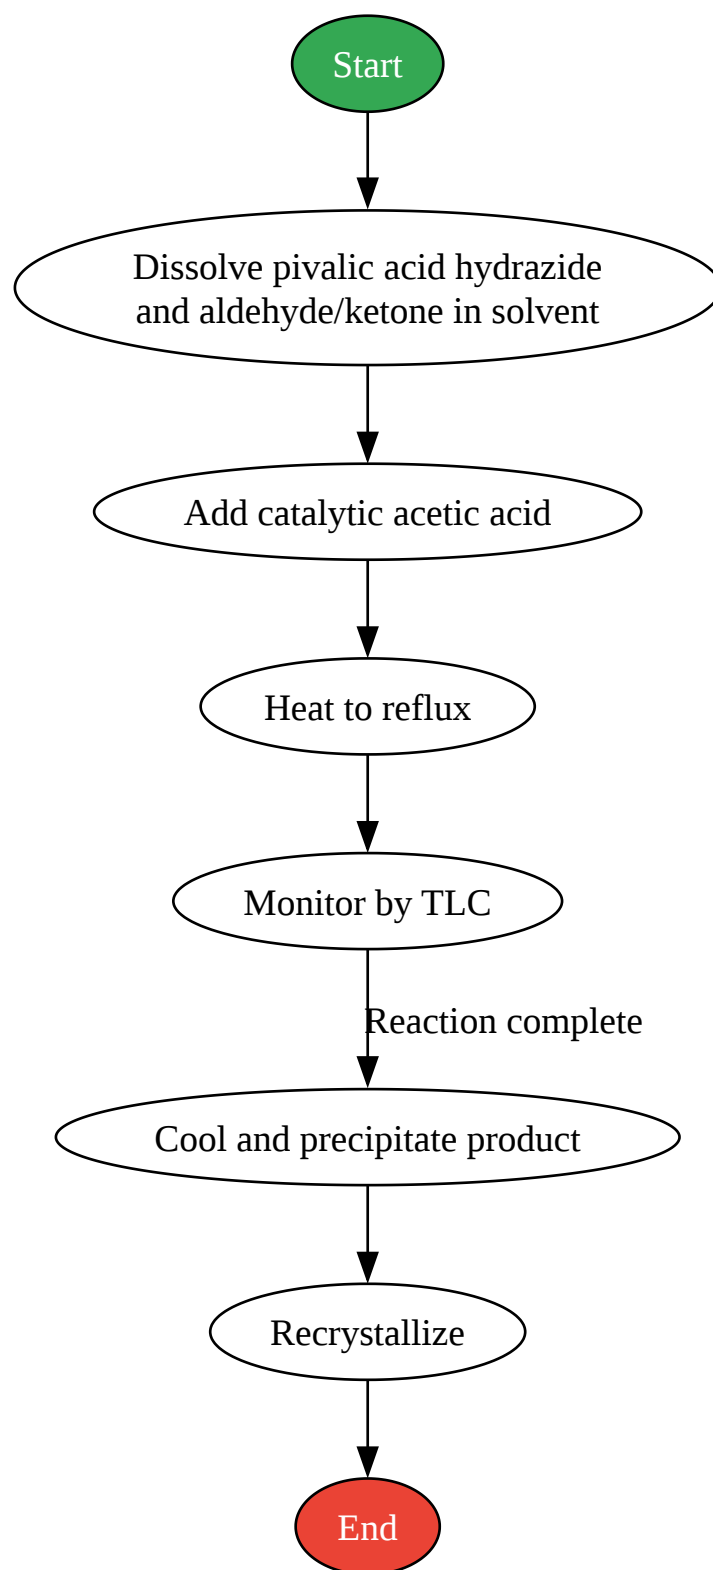 Start
Dissolve pivalic acid hydrazide
and aldehyde/ketone in solvent
Add catalytic acetic acid
Heat to reflux
Monitor by TLC
Reaction complete
Cool and precipitate product
Recrystallize
End